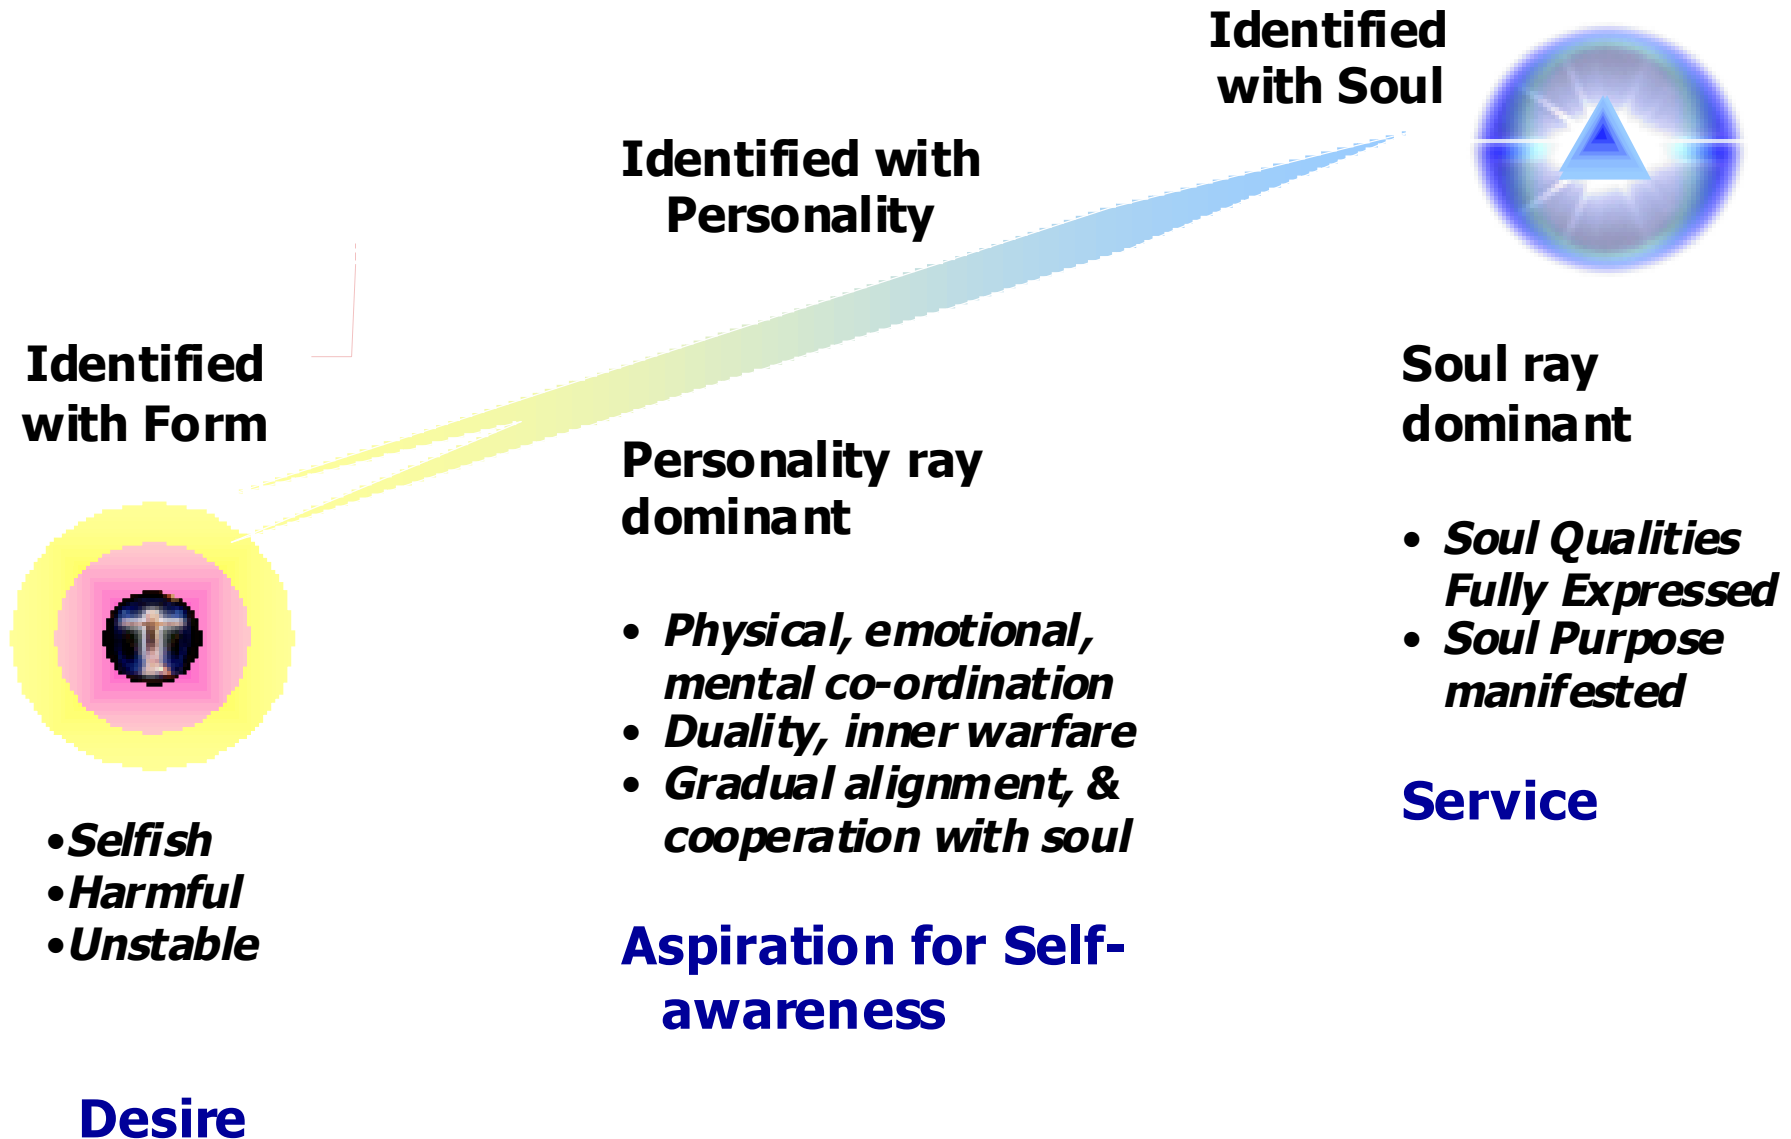 Identified
with Form
•Selfish
•Harmful
•Unstable
Desire
Identified with
Personality
Personality ray
dominant
• Physical, emotional,
mental co-ordination
• Duality, inner warfare
• Gradual alignment, &
cooperation with soul
Aspiration for Self-
awareness
Identified
with Soul
Soul ray
dominant
• Soul Qualities
Fully Expressed
• Soul Purpose
manifested
Service